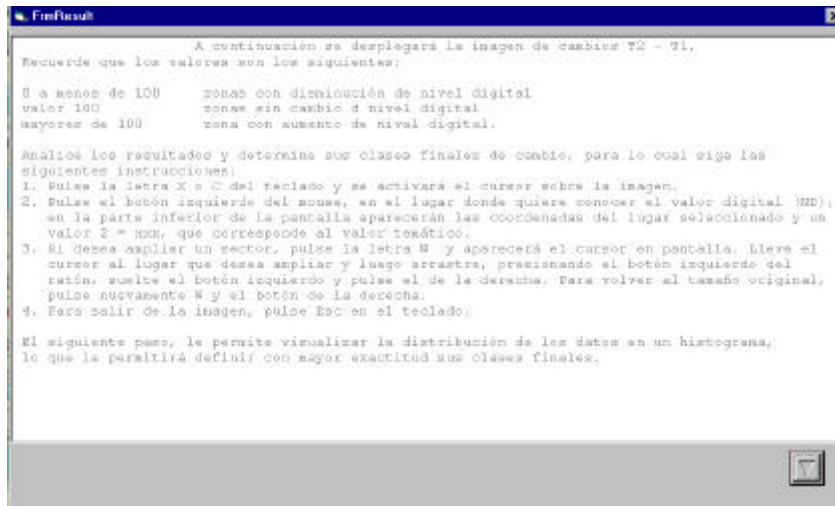 FrmResult
A continuación se desplegará la imagen de cambios T2 - T1.
Recuerde que los valores son los siguientes:
0 a menos de 100 zonas con disminución de nivel digital
valor 100 zonas sin cambio d nivel digital
mayores de 100 zona con aumento de nivel digital.
Analice los resultados y determine sus clases finales de cambio, para lo cual siga las
siguientes instrucciones:
1. Pulse la letra X o C del teclado y se activará el cursor sobre la imagen.
2. Pulse el botón izquierdo del mouse, en el lugar donde quiere conocer el valor digital (ND),
en la parte inferior de la pantalla aparecerán las coordenadas del lugar seleccionado y un
valor Z = xxx, que corresponde al valor temático.
3. Si desea ampliar un sector, pulse la letra W y aparecerá el cursor en pantalla. Lleve el
cursor al lugar que desea ampliar y luego arrastre, presionando el botón izquierdo del
ratón, suelte el botón izquierdo y pulse el de la derecha. Para volver al tamaño original,
pulse nuevamente W y el botón de la derecha.
4. Para salir de la imagen, pulse Esc en el teclado.
El siguiente paso, le permite visualizar la distribución de los datos en un histograma,
lo que la permitirá definir con mayor exactitud sus clases finales.